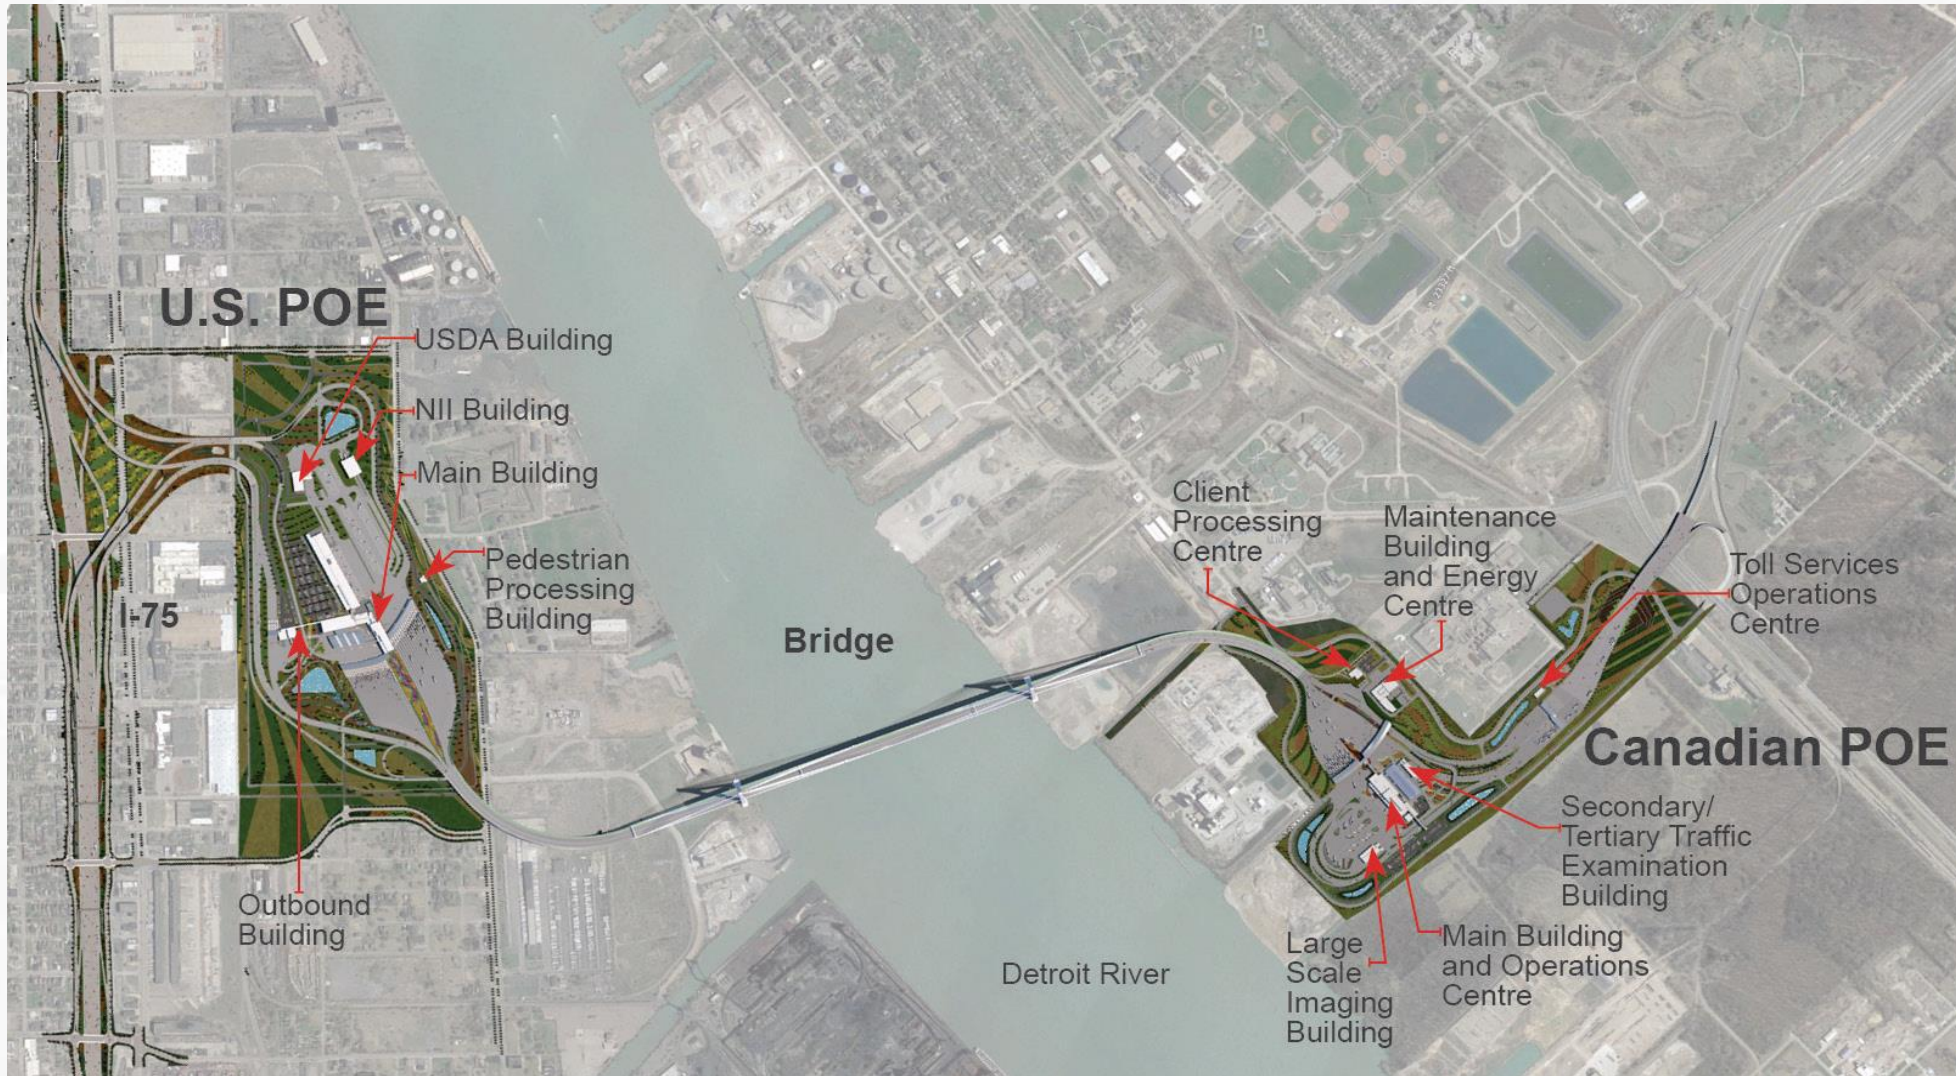 U.S. POE
USDA Building
NII Building
Main Building
Pedestrian
Processing
Building
I-75
Outbound
Building
Bridge
Detroit River
Client
Processing
Centre
Maintenance
Building
and Energy
Centre
Toll Services
Operations
Centre
Canadian POE
Secondary/
Tertiary Traffic
Examination
Building
Main Building
and Operations
Centre
Large
Scale
Imaging
Building